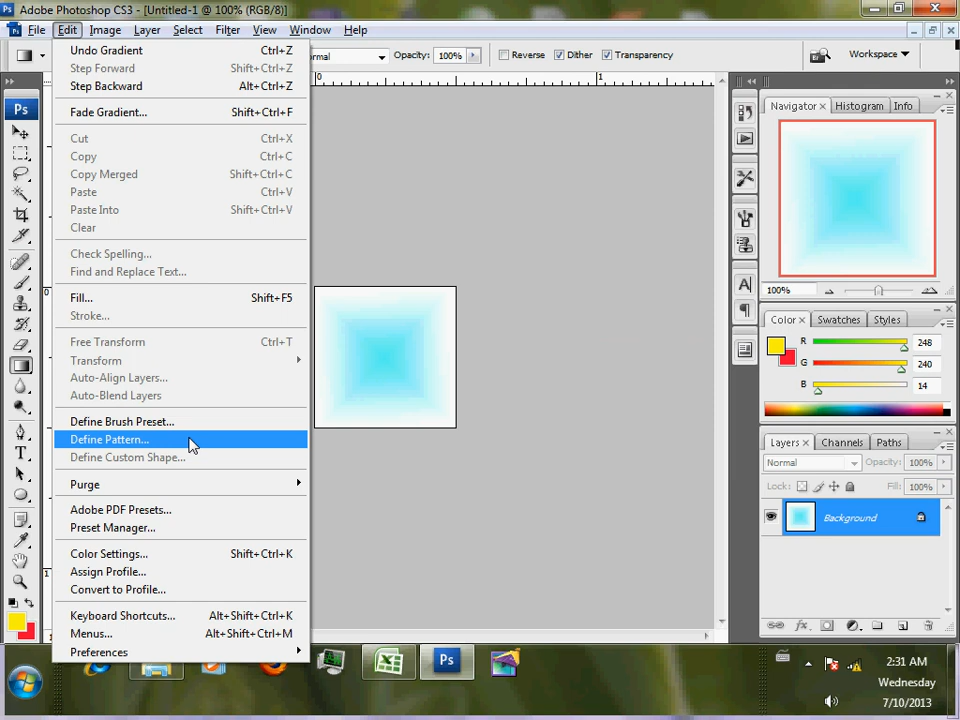 Adobe Photoshop CS3 - [Untitled-1 @ 100% (RGB/8)]
File Edit Image Layer Select Filter View Window Help
Opacity: 100% Reverse Dither Transparency Workspace
Undo Gradient Ctrl+Z
Step Forward Shift+Ctrl+Z
Step Backward Alt+Ctrl+Z
Fade Gradient... Shift+Ctrl+F
Cut Ctrl+X
Copy Ctrl+C
Copy Merged Shift+Ctrl+C
Paste Ctrl+V
Paste Into Shift+Ctrl+V
Clear
Check Spelling...
Find and Replace Text...
Fill... Shift+F5
Stroke...
Free Transform Ctrl+T
Transform
Auto-Align Layers...
Auto-Blend Layers
Define Brush Preset...
Define Pattern...
Define Custom Shape...
Purge
Adobe PDF Presets...
Preset Manager...
Color Settings... Shift+Ctrl+K
Assign Profile...
Convert to Profile...
Keyboard Shortcuts... Alt+Shift+Ctrl+K
Menus... Alt+Shift+Ctrl+M
Preferences
Ps
0 1
0
1
Navigator Histogram Info
100%
Color Swatches Styles
R 248
G 240
B 14
Layers Channels Paths
Normal Opacity: 100%
Lock: Fill: 100%
Background
Ps
2:31 AM
Wednesday
7/10/2013